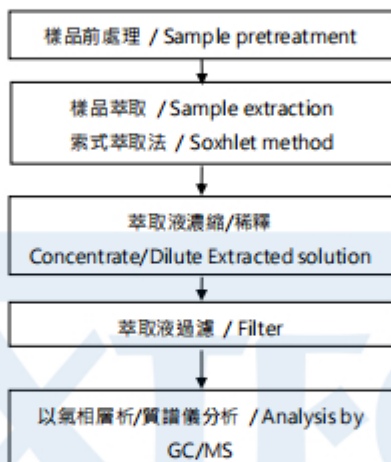 樣品前處理 / Sample pretreatment
樣品萃取 / Sample extraction
索式萃取法 / Soxhlet method
萃取液濃縮/稀釋
Concentrate/Dilute Extracted solution
萃取液過濾 / Filter
以氣相層析/質譜儀分析 / Analysis by
GC/MS